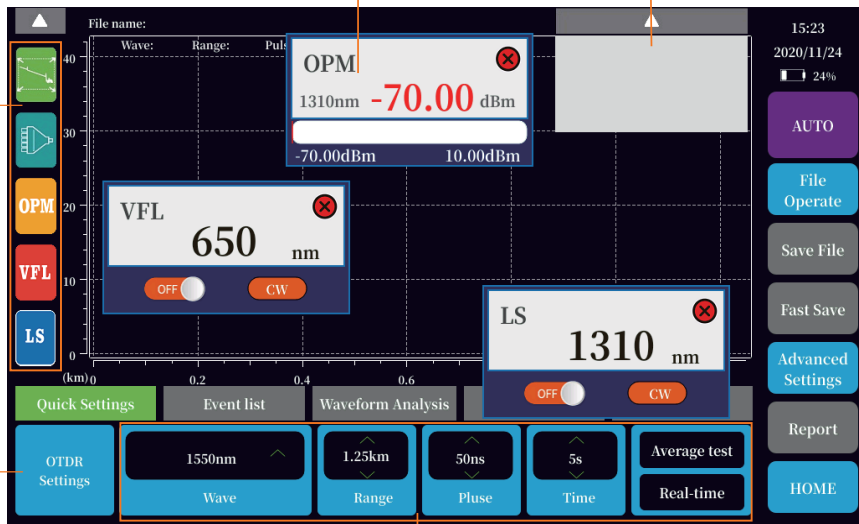 File name:
15:23
2020/11/24
24%
Wave: Range: Puls
40
30
20
10
0
OPM
1310nm -70.00 dBm
-70.00dBm 10.00dBm
VFL
650 nm
OFF CW
LS
1310 nm
OFF CW
OPM
VFL
LS
(km) 0 0.2 0.4 0.6
AUTO
File
Operate
Save File
Fast Save
Advanced
Settings
Report
HOME
Quick Settings Event list Waveform Analysis
OTDR
Settings
1550nm
Wave
1.25km
Range
50ns
Pluse
5s
Time
Average test
Real-time